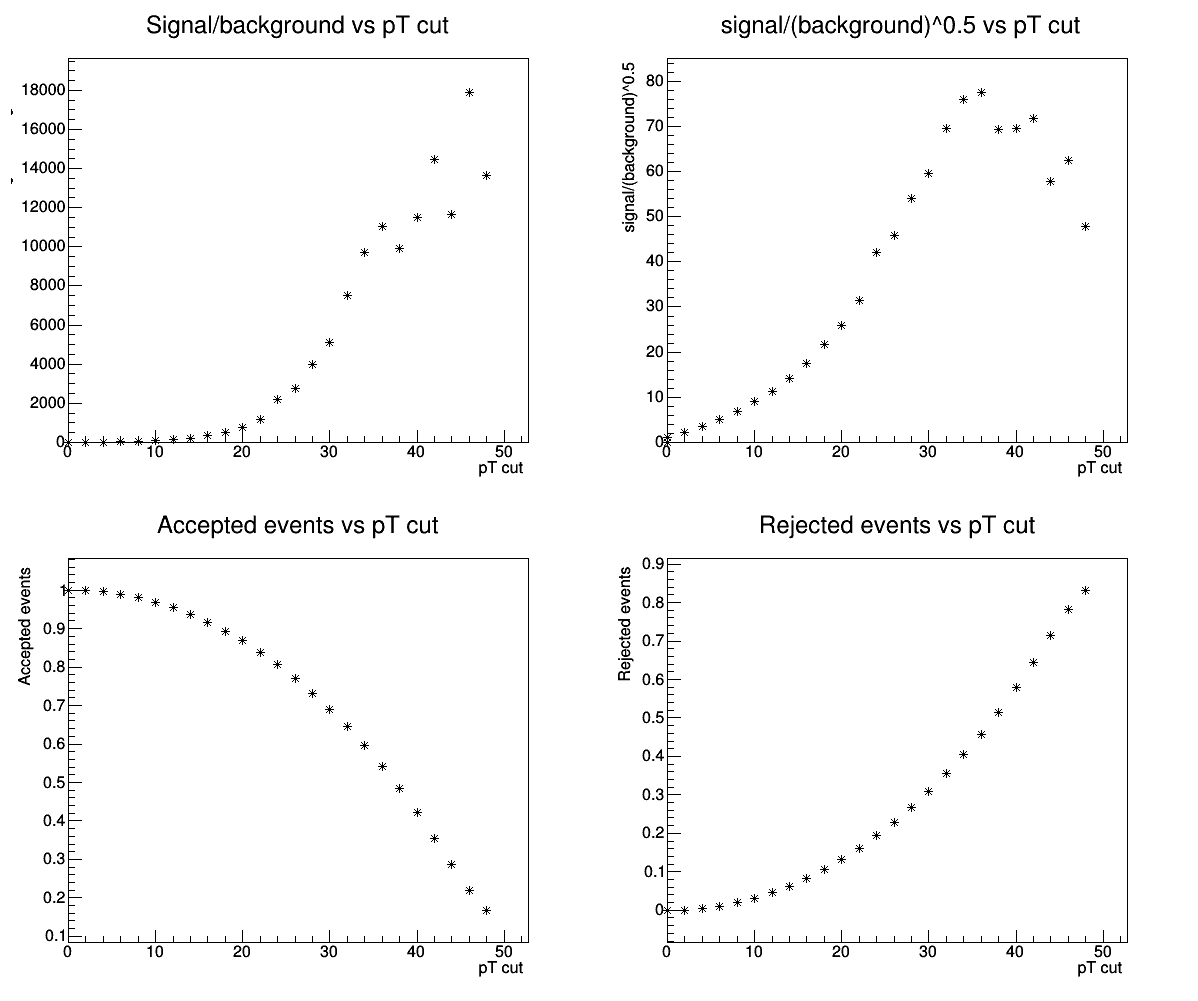 Signal/background vs pT cut
18000
16000
14000
12000
10000
8000
6000
4000
2000
0
0 10 20 30 40 50
pT cut
signal/(background)^0.5 vs pT cut
signal/(background)^0.5
80
70
60
50
40
30
20
10
0
0 10 20 30 40 50
pT cut
Accepted events vs pT cut
Accepted events
1
0.9
0.8
0.7
0.6
0.5
0.4
0.3
0.2
0.1
0 10 20 30 40 50
pT cut
Rejected events vs pT cut
Rejected events
0.9
0.8
0.7
0.6
0.5
0.4
0.3
0.2
0.1
0
0 10 20 30 40 50
pT cut